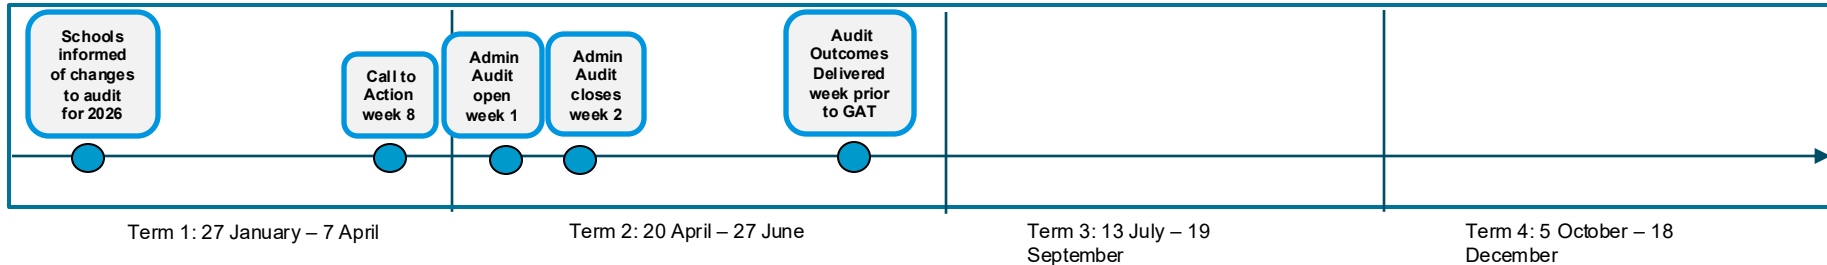 Schools
informed
of changes
to audit
for 2026
Call to
Action
week 8
Admin
Audit
open
week 1
Admin
Audit
closes
week 2
Audit
Outcomes
Delivered
week prior
to GAT
Term 1: 27 January – 7 April
Term 2: 20 April – 27 June
Term 3: 13 July – 19
September
Term 4: 5 October – 18
December